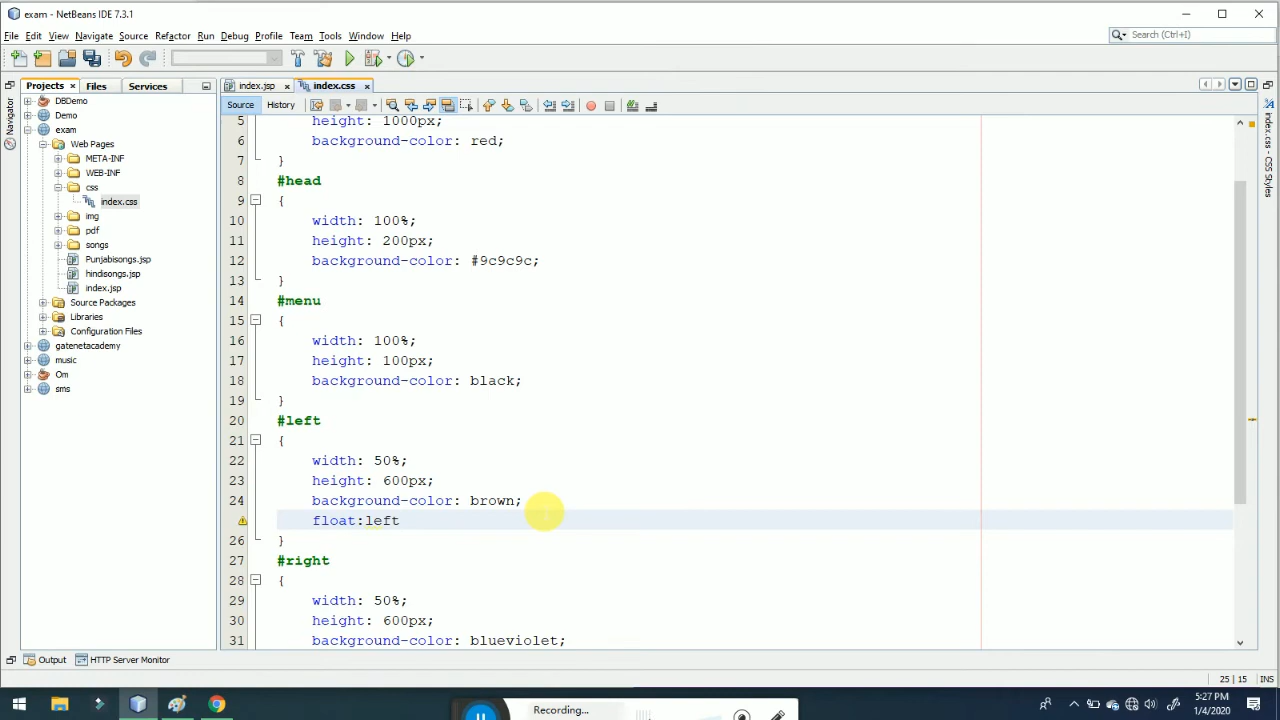 exam - NetBeans IDE 7.3.1
File Edit View Navigate Source Refactor Run Debug Profile Team Tools Window Help
Search (Ctrl+I)
Projects Files Services
index.jsp index.css
Navigator
Source History
DBDemo
Demo
exam
Web Pages
META-INF
WEB-INF
css
index.css
img
pdf
songs
Punjabisongs.jsp
hindisongs.jsp
index.jsp
Source Packages
Libraries
Configuration Files
gatenetacademy
music
Om
sms
5 height: 1000px;
6 background-color: red;
7 }
8 #head
9 {
10 width: 100%;
11 height: 200px;
12 background-color: #9c9c9c;
13 }
14 #menu
15 {
16 width: 100%;
17 height: 100px;
18 background-color: black;
19 }
20 #left
21 {
22 width: 50%;
23 height: 600px;
24 background-color: brown;
float:left
26 }
27 #right
28 {
29 width: 50%;
30 height: 600px;
31 background-color: blueviolet;
index.css - CSS Styles
Output HTTP Server Monitor
25 | 15 INS
Recording...
5:27 PM
1/4/2020